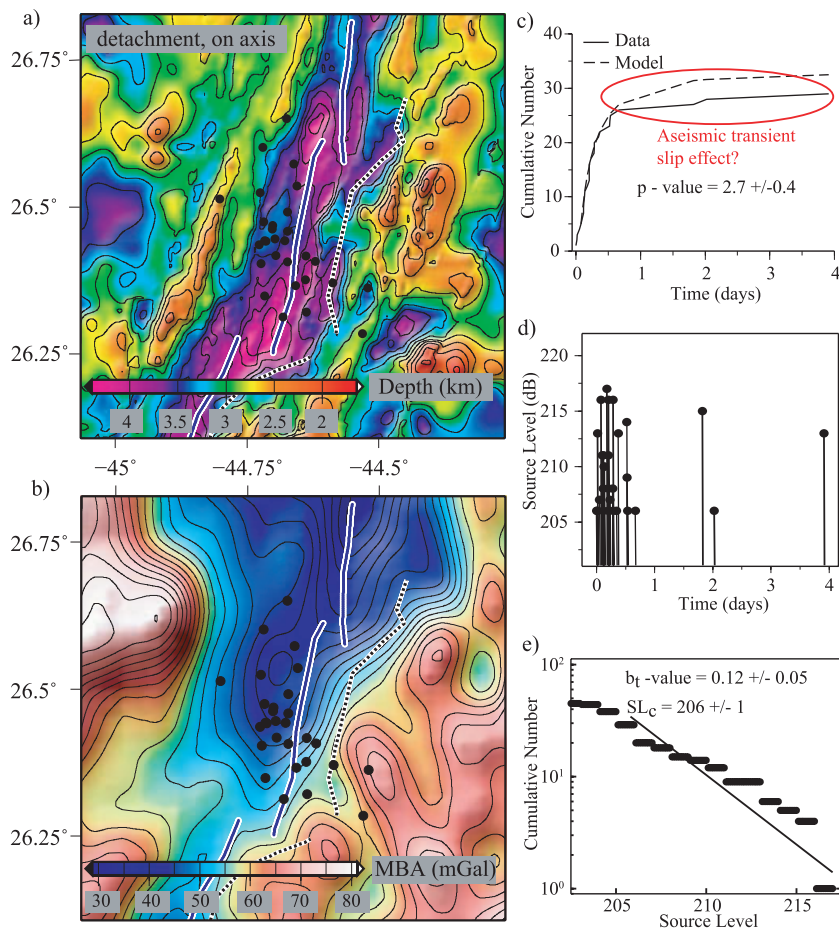 a)
detachment, on axis
26.75°
26.5°
26.25°
Depth (km)
4 3.5 3 2.5 2
−45° −44.75° −44.5°
b)
26.75°
26.5°
26.25°
MBA (mGal)
30 40 50 60 70 80
c)
Data
Model
Cumulative Number
40
30
20
10
0
Aseismic transient
slip effect?
p - value = 2.7 +/-0.4
0 1 2 3 4
Time (days)
d)
Source Level (dB)
220
215
210
205
0 1 2 3 4
Time (days)
e)
Cumulative Number
10²
10¹
10⁰
bt -value = 0.12 +/- 0.05
SLc = 206 +/- 1
205 210 215
Source Level